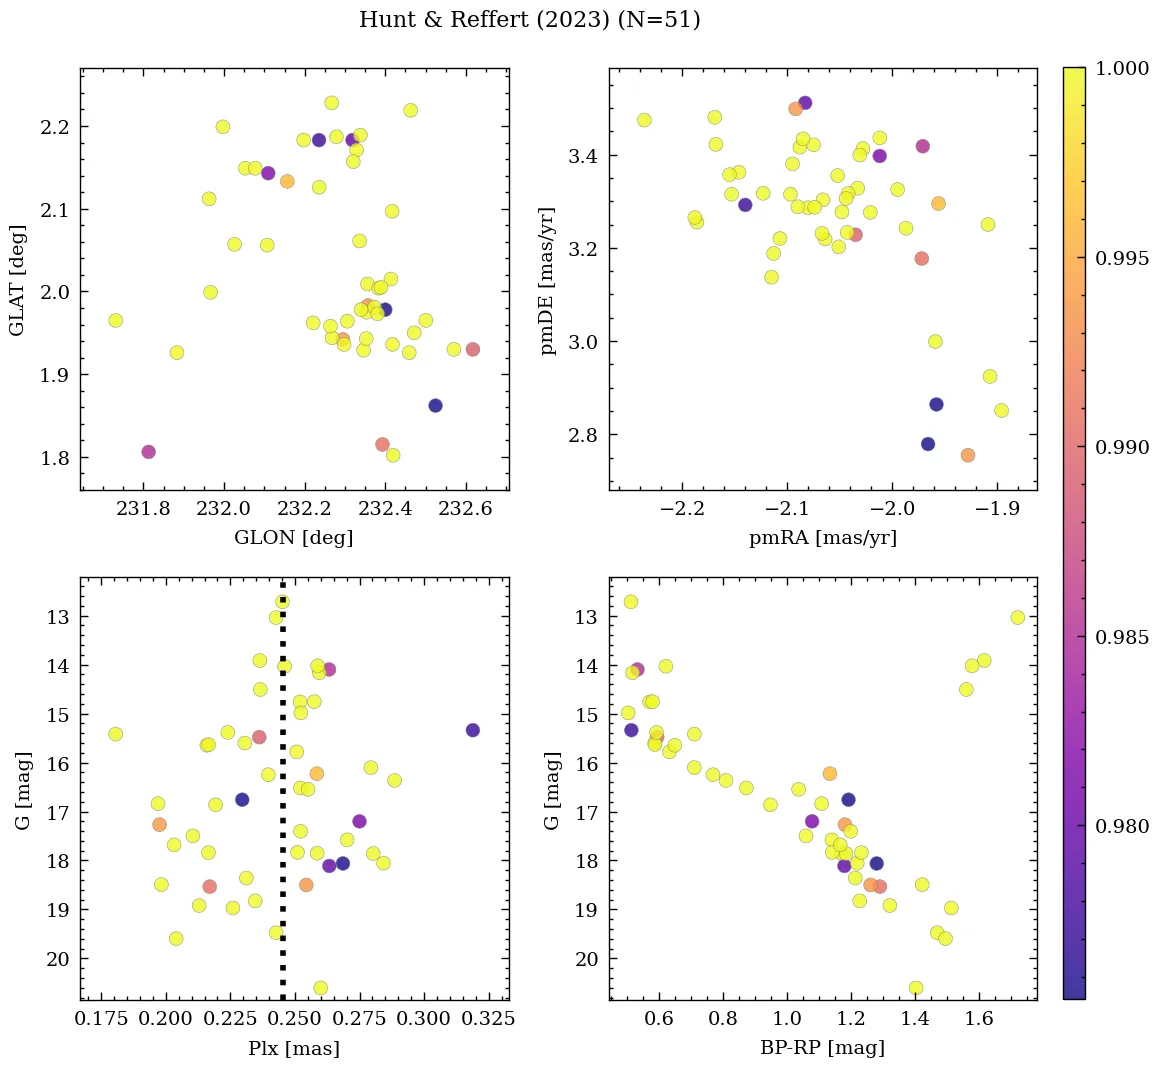 Hunt & Reffert (2023) (N=51)
2.2
2.1
2.0
1.9
1.8
GLAT [deg]
231.8 232.0 232.2 232.4 232.6
GLON [deg]
3.4
3.2
3.0
2.8
pmDE [mas/yr]
−2.2 −2.1 −2.0 −1.9
pmRA [mas/yr]
1.000
0.995
0.990
0.985
0.980
13
14
15
16
17
18
19
20
G [mag]
0.175 0.200 0.225 0.250 0.275 0.300 0.325
Plx [mas]
13
14
15
16
17
18
19
20
G [mag]
0.6 0.8 1.0 1.2 1.4 1.6
BP-RP [mag]